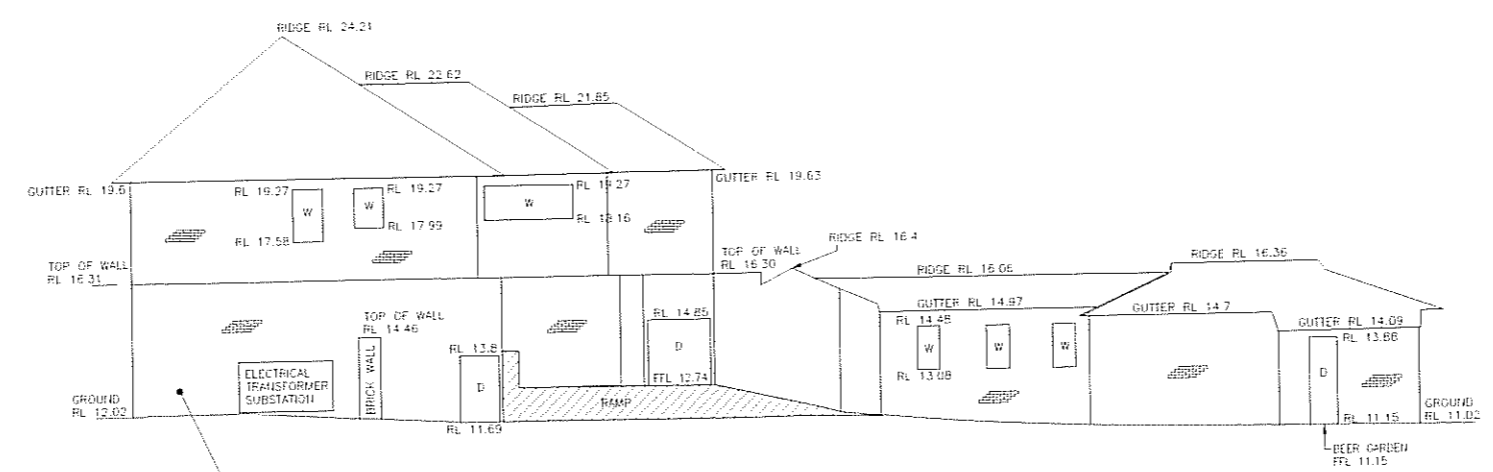 RIDGE RL 24.21
RIDGE RL 22.62
RIDGE RL 21.85
GUTTER RL 19.6
RL 19.27
W
RL 17.58
W
RL 19.27
RL 17.99
W
RL 19.27
RL 18.16
GUTTER RL 19.63
TOP OF WALL
RL 16.31
TOP OF WALL
RL 16.30
RIDGE RL 16.4
RIDGE RL 16.06
RIDGE RL 16.36
GUTTER RL 14.97
GUTTER RL 14.7
GUTTER RL 14.09
TOP OF WALL
RL 14.46
BRICK WALL
ELECTRICAL
TRANSFORMER
SUBSTATION
RL 13.8
D
RL 11.69
RL 14.85
D
FFL 12.74
RAMP
RL 14.48
W
RL 13.08
W
W
RL 13.66
D
RL 11.15
GROUND
RL 12.02
GROUND
RL 11.02
BEER GARDEN
FFL 11.15